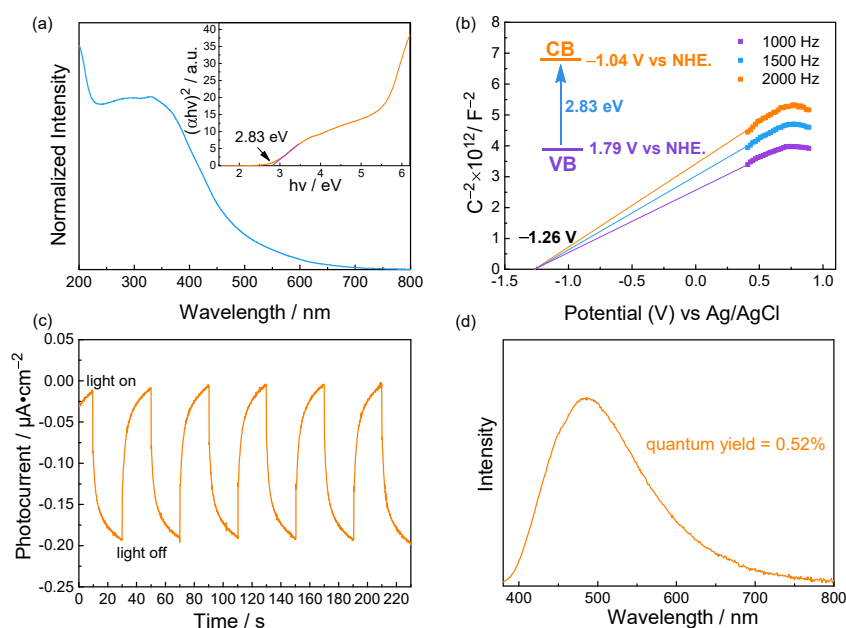 (a)
Normalized Intensity
200 300 400 500 600 700 800
Wavelength / nm
(αhv)² / a.u.
40
35
30
25
20
15
10
5
0
2.83 eV
2 3 4 5 6
hv / eV
(b)
C⁻²×10¹²/ F⁻²
8
7
6
5
4
3
2
1
0
CB
−1.04 V vs NHE.
2.83 eV
1.79 V vs NHE.
VB
1000 Hz
1500 Hz
2000 Hz
−1.26 V
-1.5 -1.0 -0.5 0.0 0.5 1.0
Potential (V) vs Ag/AgCl
(c)
Photocurrent / µA•cm⁻²
0.05
0.00
-0.05
-0.10
-0.15
-0.20
-0.25
light on
light off
0 20 40 60 80 100 120 140 160 180 200 220
Time / s
(d)
Intensity
quantum yield = 0.52%
400 500 600 700 800
Wavelength / nm